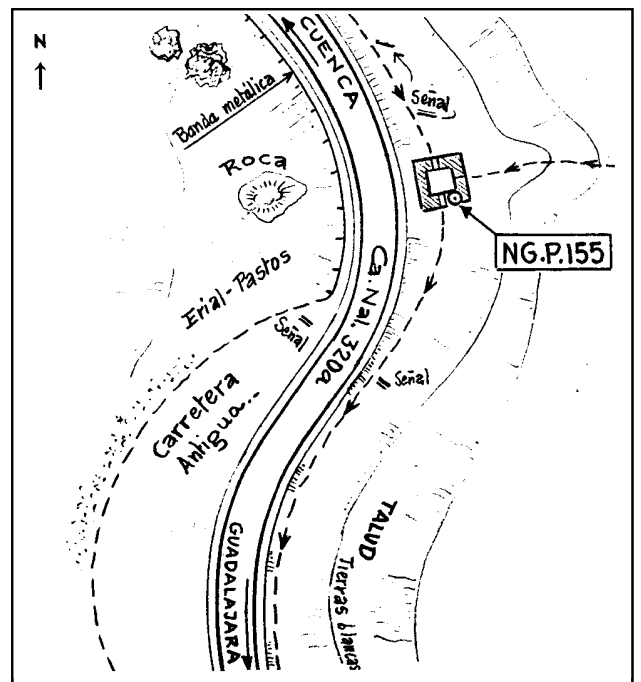 N
CUENCA
Señal
Banda metálica
ROCA
NG.P.155
Ca. Nal. 320a
Erial-Pastos
Señal
Señal
Carretera
Antigua...
TALUD
Tierras blancas
GUADALAJARA